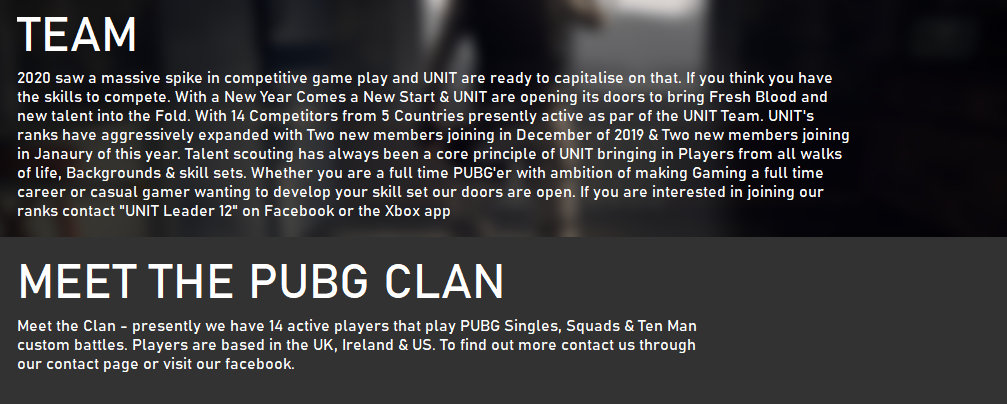 TEAM
2020 saw a massive spike in competitive game play and UNIT are ready to capitalise on that. If you think you have
the skills to compete. With a New Year Comes a New Start & UNIT are opening its doors to bring Fresh Blood and
new talent into the Fold. With 14 Competitors from 5 Countries presently active as par of the UNIT Team. UNIT's
ranks have aggressively expanded with Two new members joining in December of 2019 & Two new members joining
in Janaury of this year. Talent scouting has always been a core principle of UNIT bringing in Players from all walks
of life, Backgrounds & skill sets. Whether you are a full time PUBG'er with ambition of making Gaming a full time
career or casual gamer wanting to develop your skill set our doors are open. If you are interested in joining our
ranks contact "UNIT Leader 12" on Facebook or the Xbox app
MEET THE PUBG CLAN
Meet the Clan - presently we have 14 active players that play PUBG Singles, Squads & Ten Man
custom battles. Players are based in the UK, Ireland & US. To find out more contact us through
our contact page or visit our facebook.